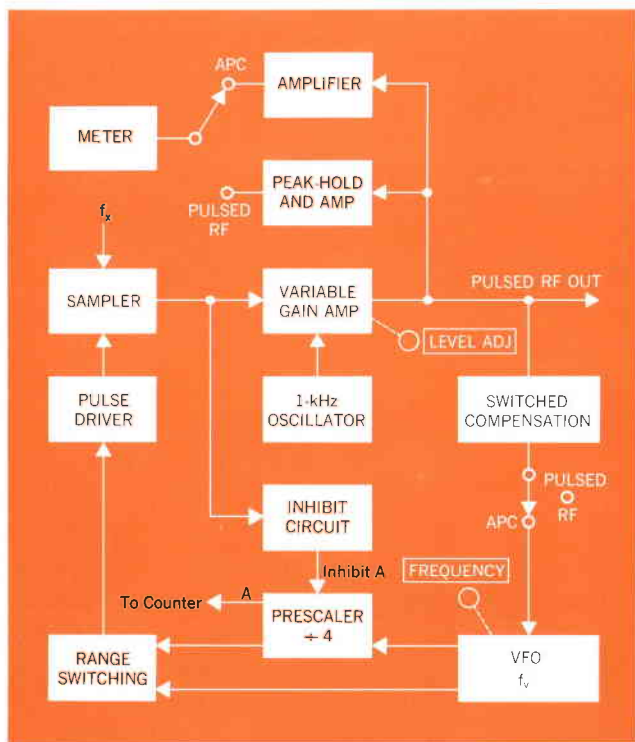 APC
AMPLIFIER
METER
PULSED
RF
PEAK-HOLD
AND AMP
fx
PULSED RF OUT
SAMPLER
VARIABLE
GAIN AMP
LEVEL ADJ
PULSE
DRIVER
1-kHz
OSCILLATOR
SWITCHED
COMPENSATION
INHIBIT
CIRCUIT
PULSED
RF
APC
Inhibit A
FREQUENCY
To Counter
A
PRESCALER
÷ 4
RANGE
SWITCHING
VFO
fv